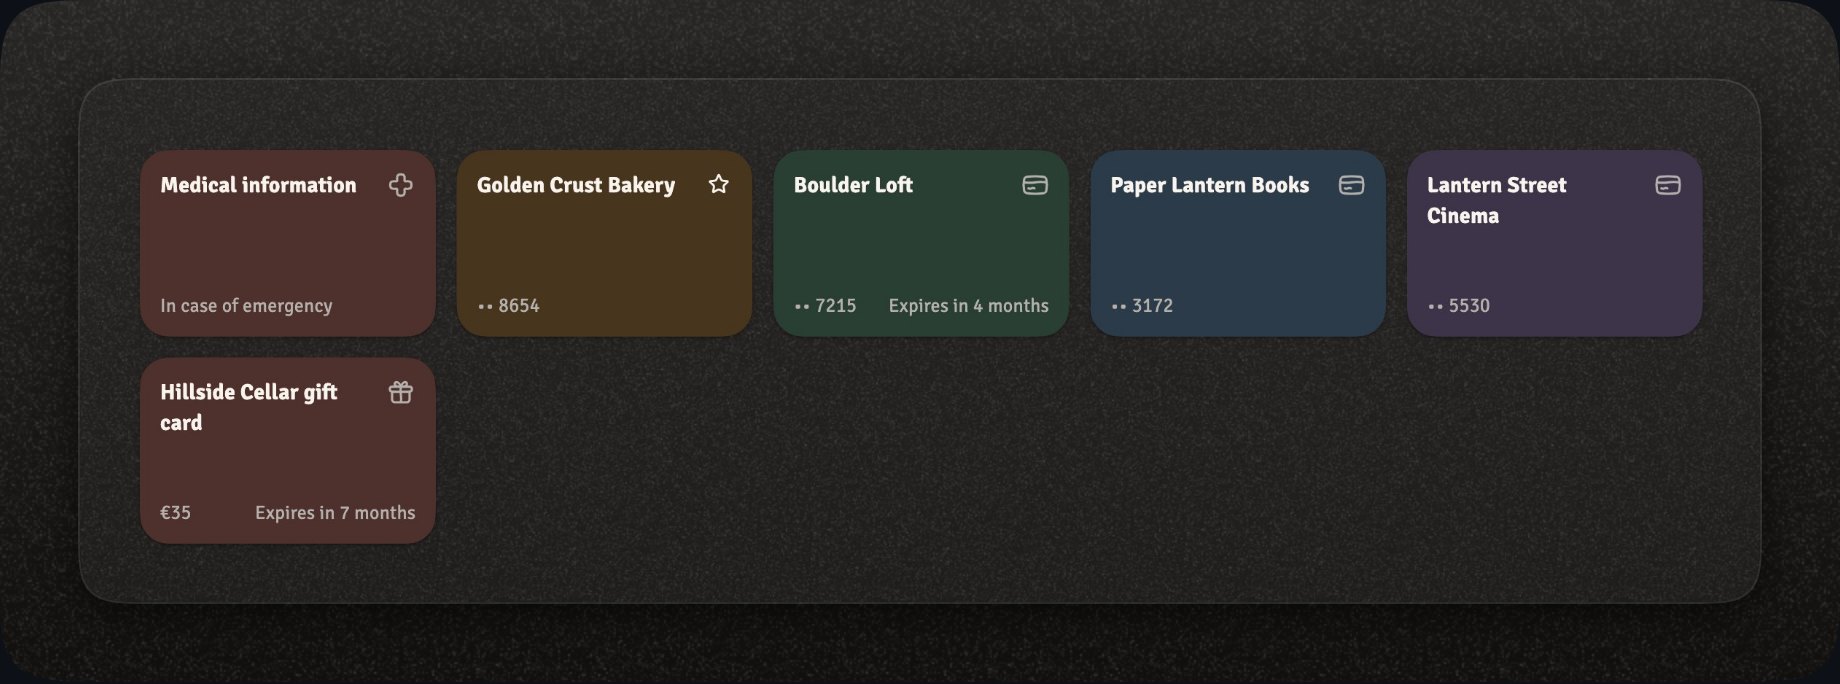 Medical information
In case of emergency
Golden Crust Bakery
•• 8654
Boulder Loft
•• 7215 Expires in 4 months
Paper Lantern Books
•• 3172
Lantern Street
Cinema
•• 5530
Hillside Cellar gift
card
€35 Expires in 7 months